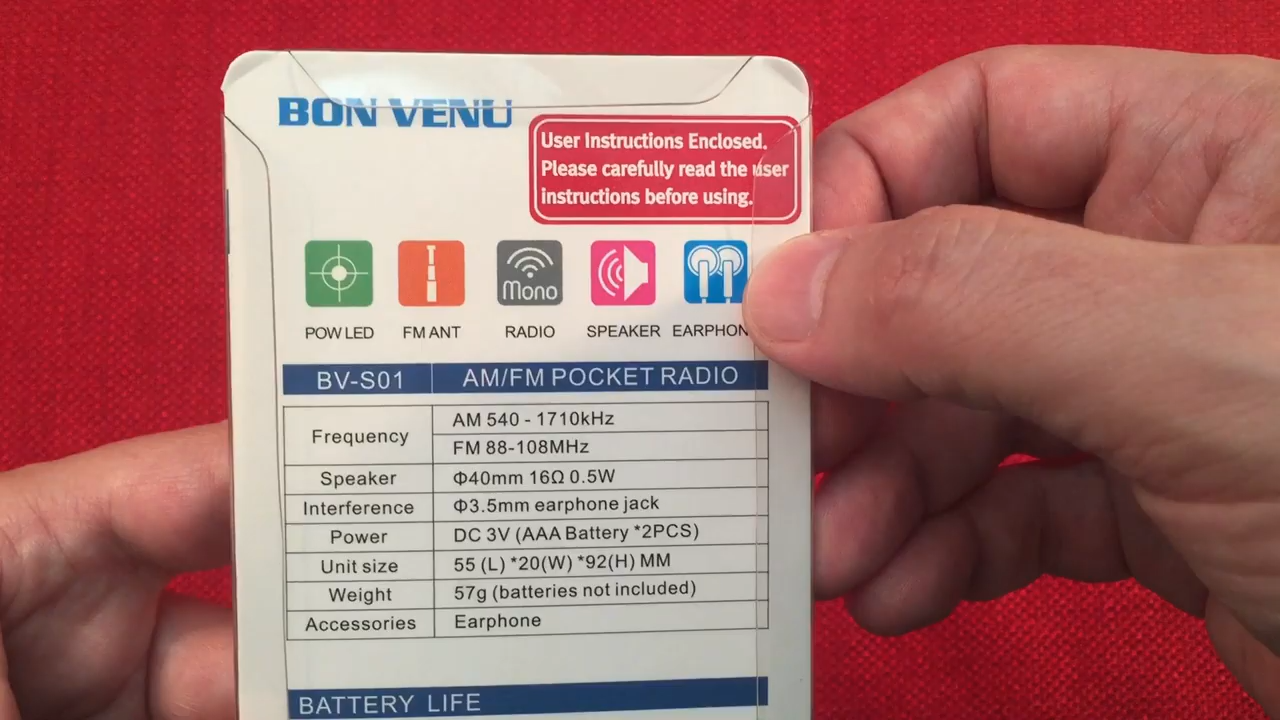 BON VENU
User Instructions Enclosed.
Please carefully read the user
instructions before using.
Mono
POW LED FM ANT RADIO SPEAKER
BV-S01 AM/FM POCKET RADIO
Frequency AM 540 - 1710kHz
FM 88-108MHz
Speaker Φ40mm 16Ω 0.5W
Interference Φ3.5mm earphone jack
Power DC 3V (AAA Battery *2PCS)
Unit size 55 (L) *20(W) *92(H) MM
Weight 57g (batteries not included)
Accessories Earphone
BATTERY LIFE